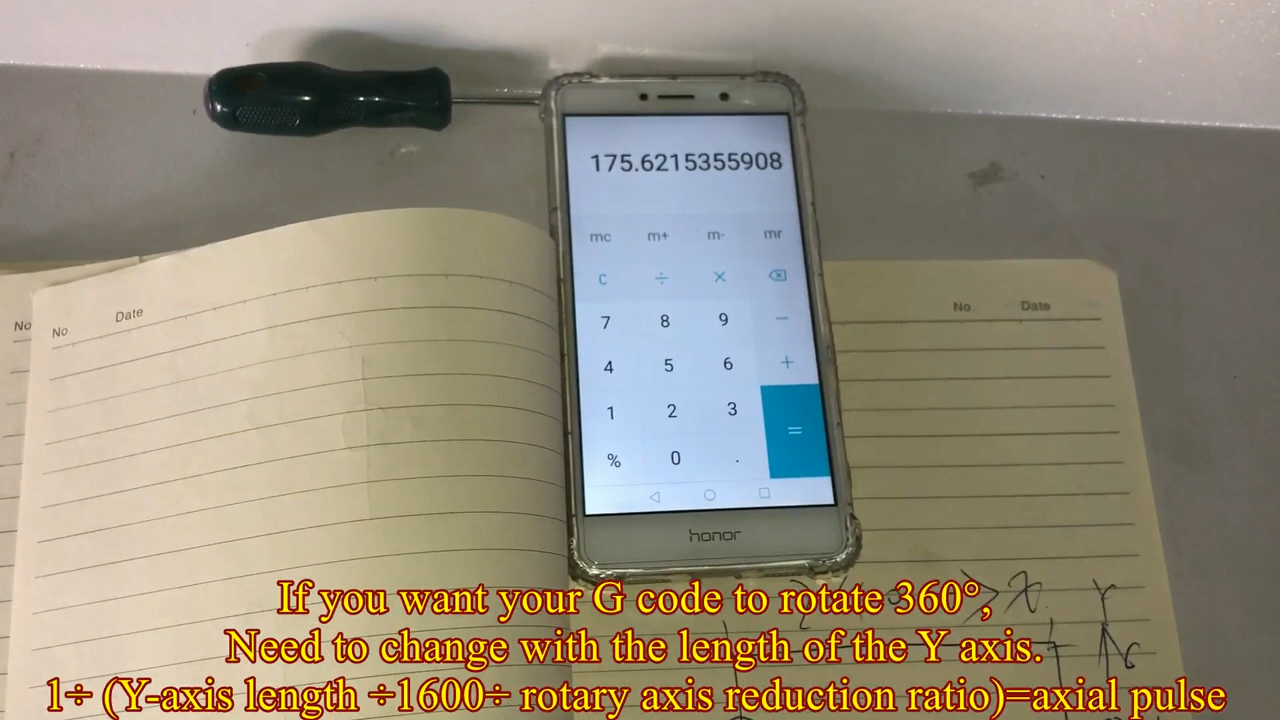 175.6215355908
mc m+ m- mr
C ÷ ×
7 8 9 −
4 5 6 +
1 2 3
% 0 . =
honor
No
No Date
No. Date
If you want your G code to rotate 360°,
Need to change with the length of the Y axis.
1÷ (Y-axis length ÷1600÷ rotary axis reduction ratio)=axial pulse